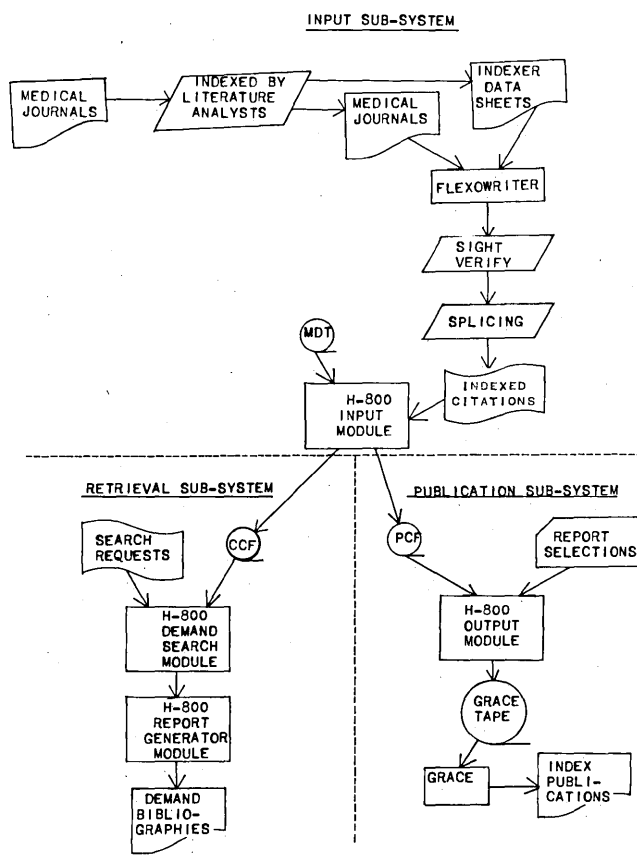 INPUT SUB-SYSTEM
MEDICAL
JOURNALS
INDEXED BY
LITERATURE
ANALYSTS
MEDICAL
JOURNALS
INDEXER
DATA
SHEETS
FLEXOWRITER
SIGHT
VERIFY
SPLICING
MDT
INDEXED
CITATIONS
H-800
INPUT
MODULE
RETRIEVAL SUB-SYSTEM
SEARCH
REQUESTS
CCF
H-800
DEMAND
SEARCH
MODULE
H-800
REPORT
GENERATOR
MODULE
DEMAND
BIBLIO-
GRAPHIES
PUBLICATION SUB-SYSTEM
PCF
REPORT
SELECTIONS
H-800
OUTPUT
MODULE
GRACE
TAPE
GRACE
INDEX
PUBLI-
CATIONS